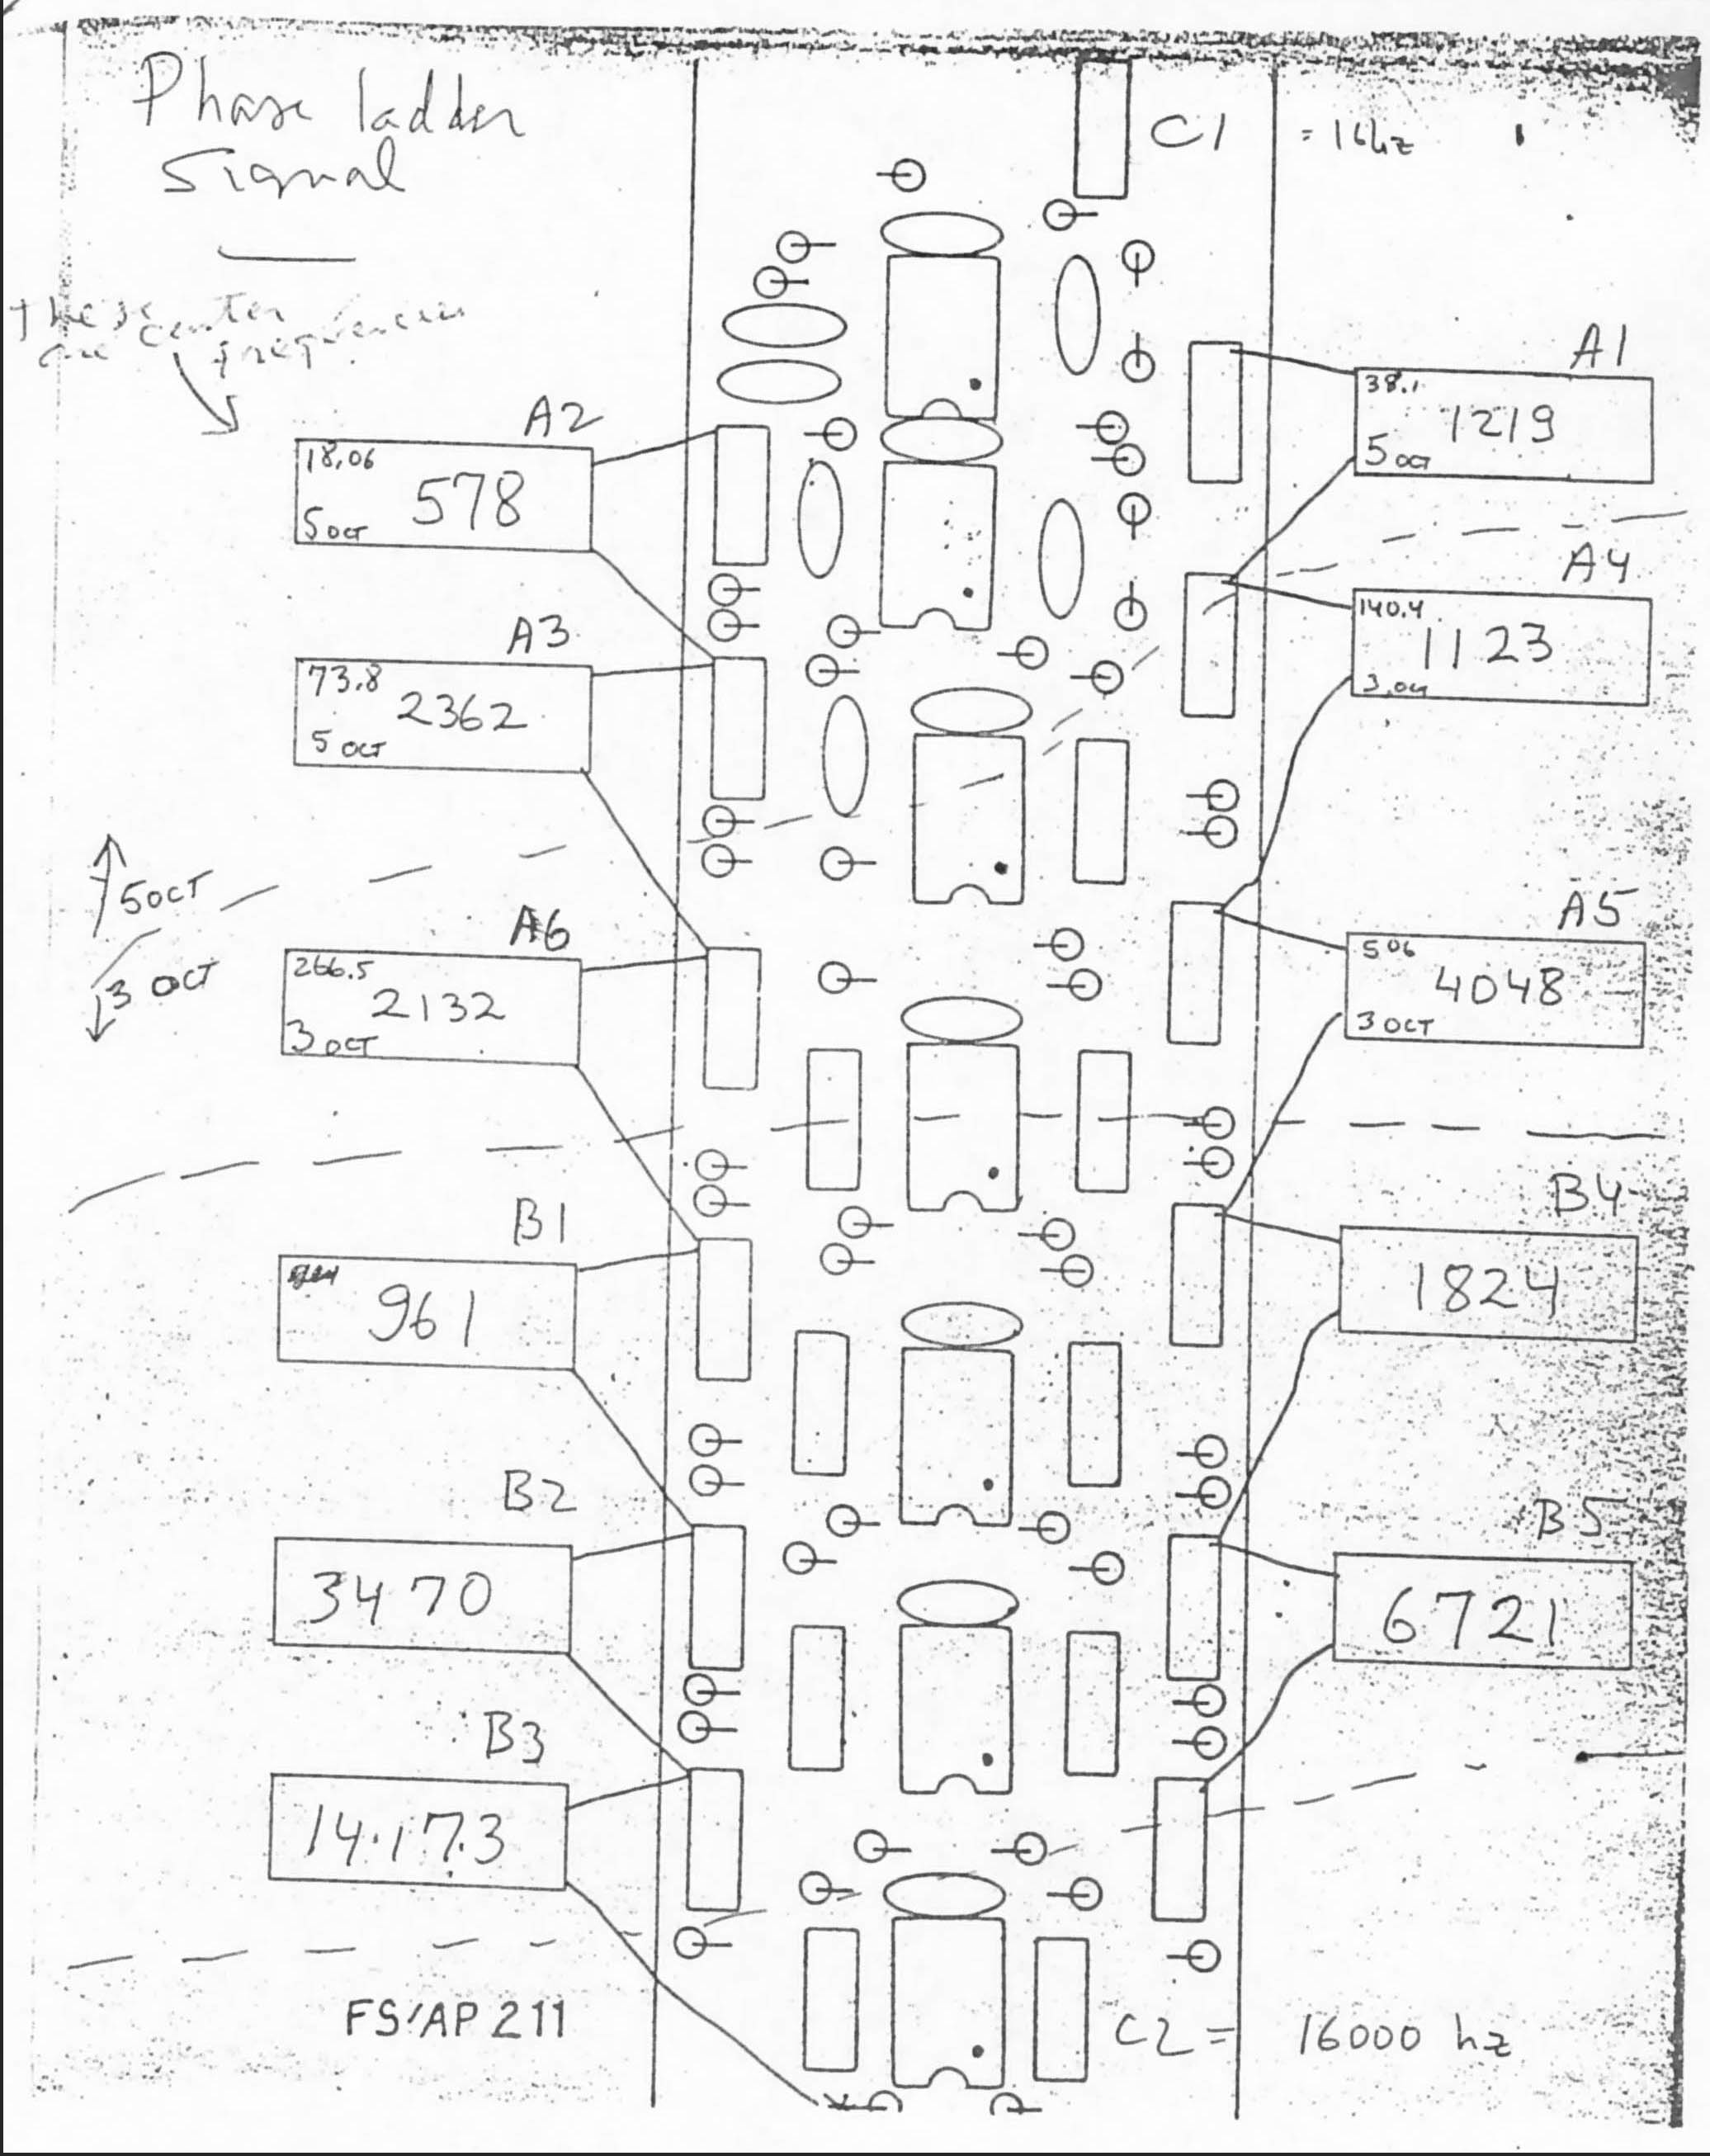 Phase ladder
Signal
C1 = 16hz
these
are center
frequencies
A1
38.1
1219
5 OCT
A2
18.06
578
5 OCT
A4
140.4
1123
3 OCT
A3
73.8
2362
5 OCT
5 OCT
3 OCT
A5
506
4048
3 OCT
A6
266.5
2132
3 OCT
B4
1824
B1
961
B5
6721
B2
3470
B3
14.173
FS/AP 211
C2 = 16000 hz